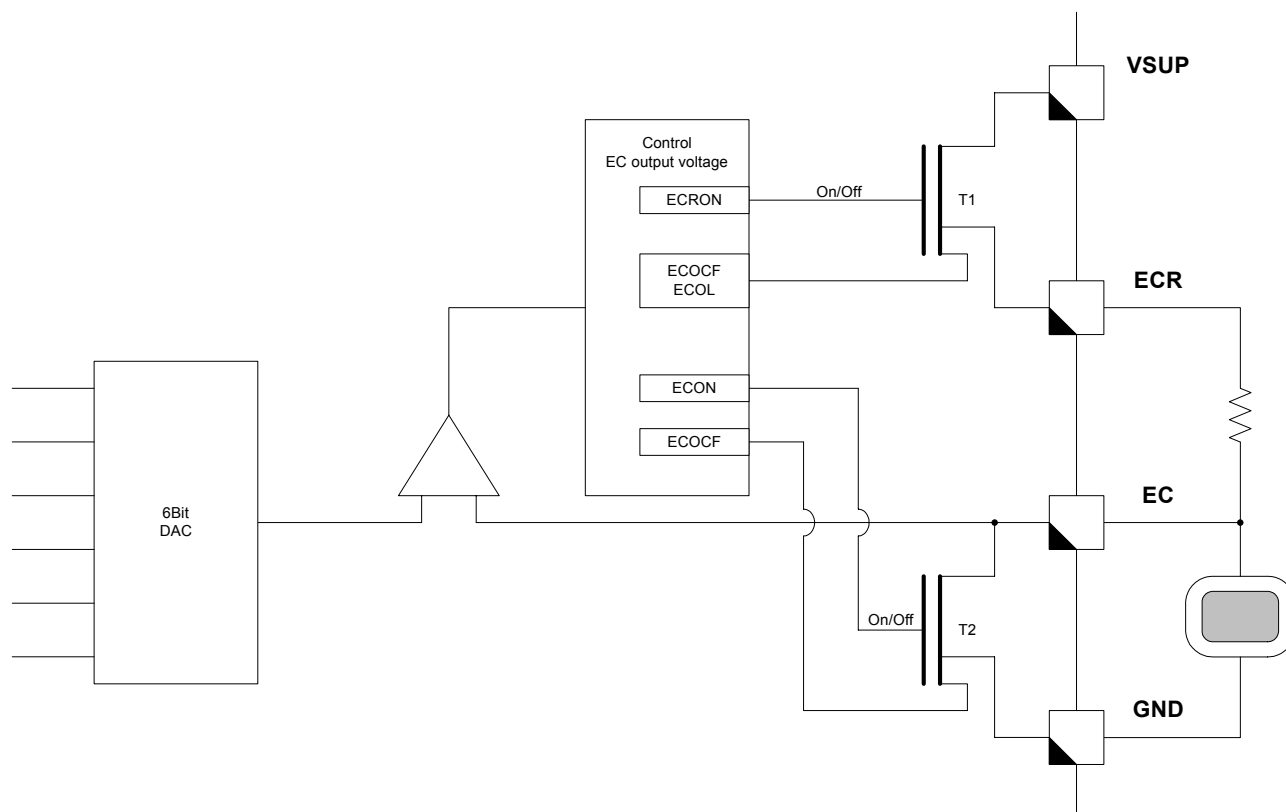 VSUP
Control
EC output voltage
ECRON
On/Off
T1
ECOCF
ECOL
ECR
ECON
ECOCF
EC
6Bit
DAC
On/Off
T2
GND